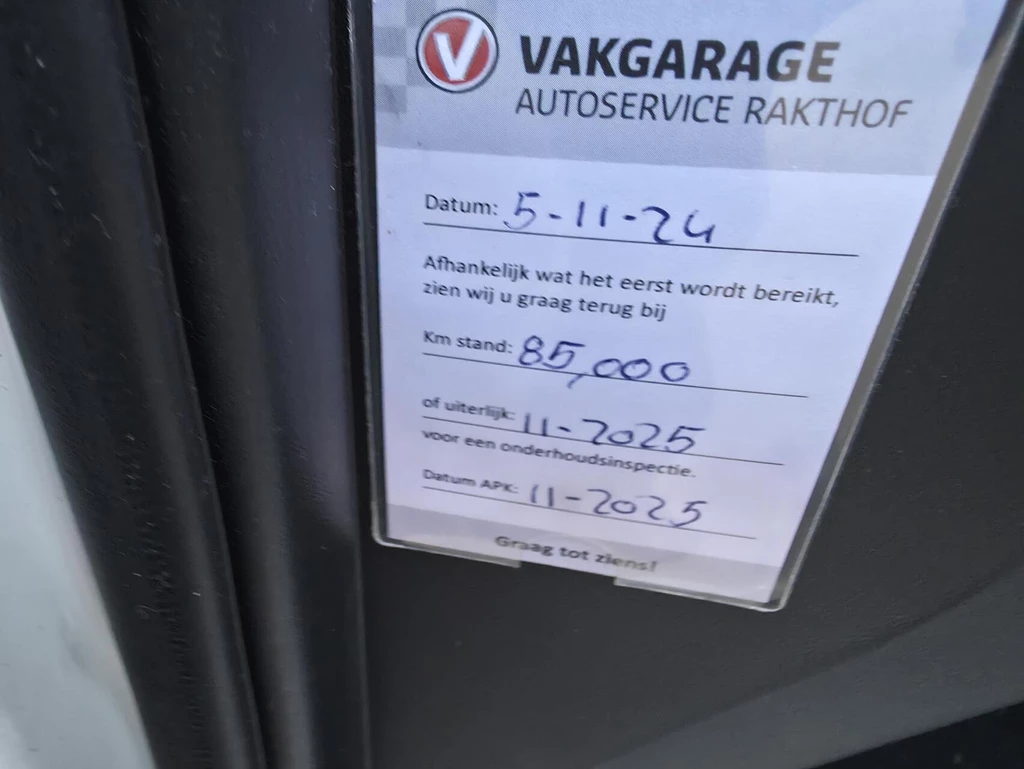 V VAKGARAGE
AUTOSERVICE RAKTHOF
Datum: 5-11-24
Afhankelijk wat het eerst wordt bereikt,
zien wij u graag terug bij
Km stand: 85,000
of uiterlijk: 11-2025
voor een onderhoudsinspectie.
Datum APK: 11-2025
Graag tot ziens!